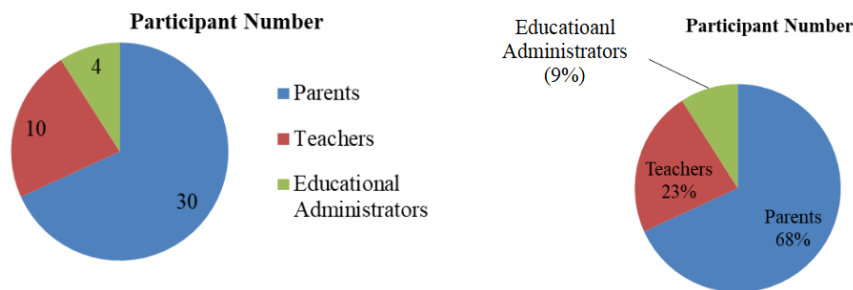 Participant Number
4
10
30
Parents
Teachers
Educational
Administrators
Educatioanl
Administrators
(9%)
Participant Number
Teachers
23%
Parents
68%